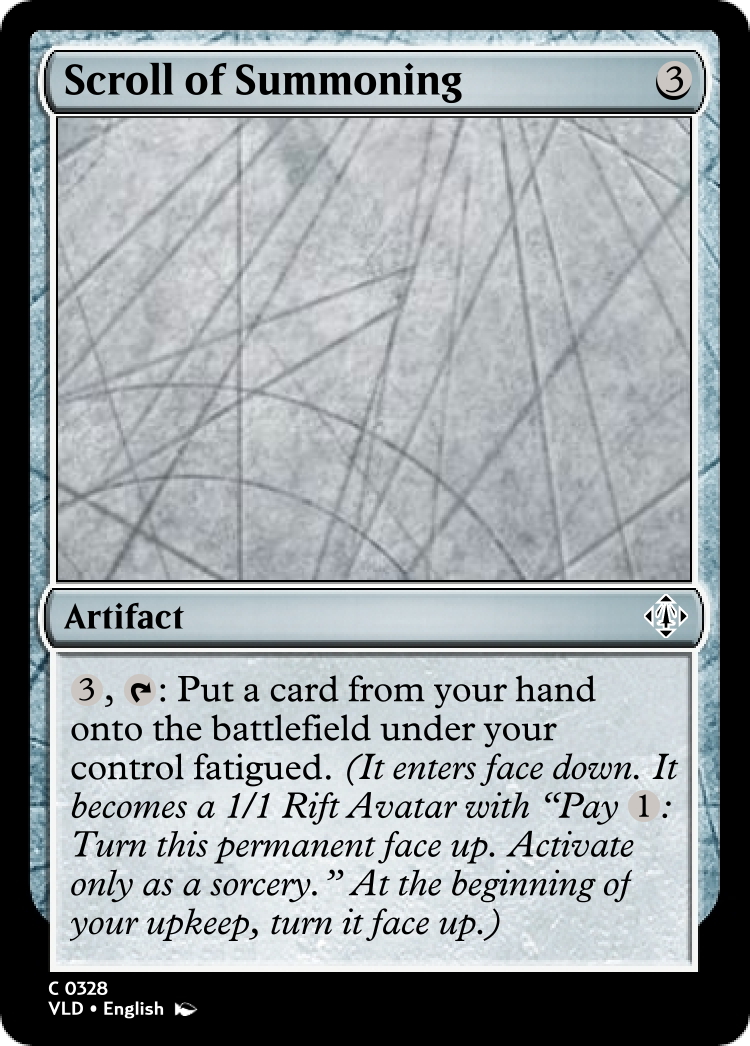 Scroll of Summoning 3
Artifact
3, : Put a card from your hand
onto the battlefield under your
control fatigued. (It enters face down. It
becomes a 1/1 Rift Avatar with “Pay 1:
Turn this permanent face up. Activate
only as a sorcery.” At the beginning of
your upkeep, turn it face up.)
C 0328
VLD • English